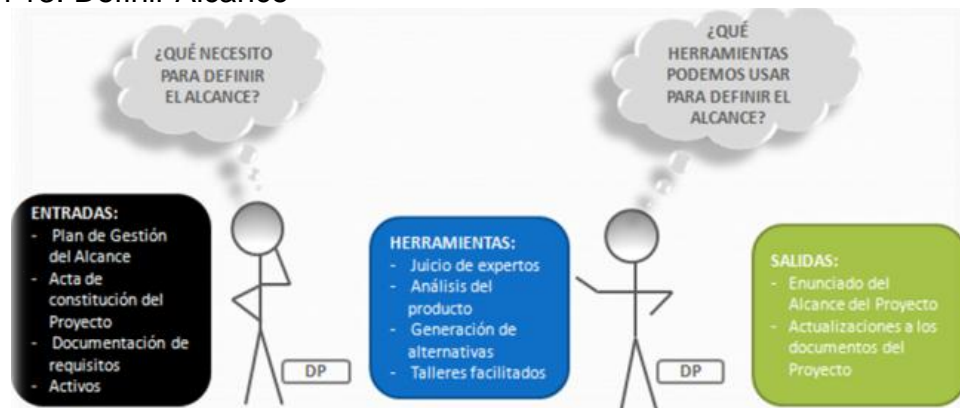 Definir Alcance
¿QUÉ NECESITO
PARA DEFINIR
EL ALCANCE?
¿QUÉ
HERRAMIENTAS
PODEMOS USAR
PARA DEFINIR EL
ALCANCE?
ENTRADAS:
- Plan de Gestión
del Alcance
- Acta de
constitución del
Proyecto
- Documentación de
requisitos
- Activos
DP
HERRAMIENTAS:
- Juicio de expertos
- Análisis del
producto
- Generación de
alternativas
- Talleres facilitados
DP
SALIDAS:
- Enunciado del
Alcance del Proyecto
- Actualizaciones a los
documentos del
Proyecto